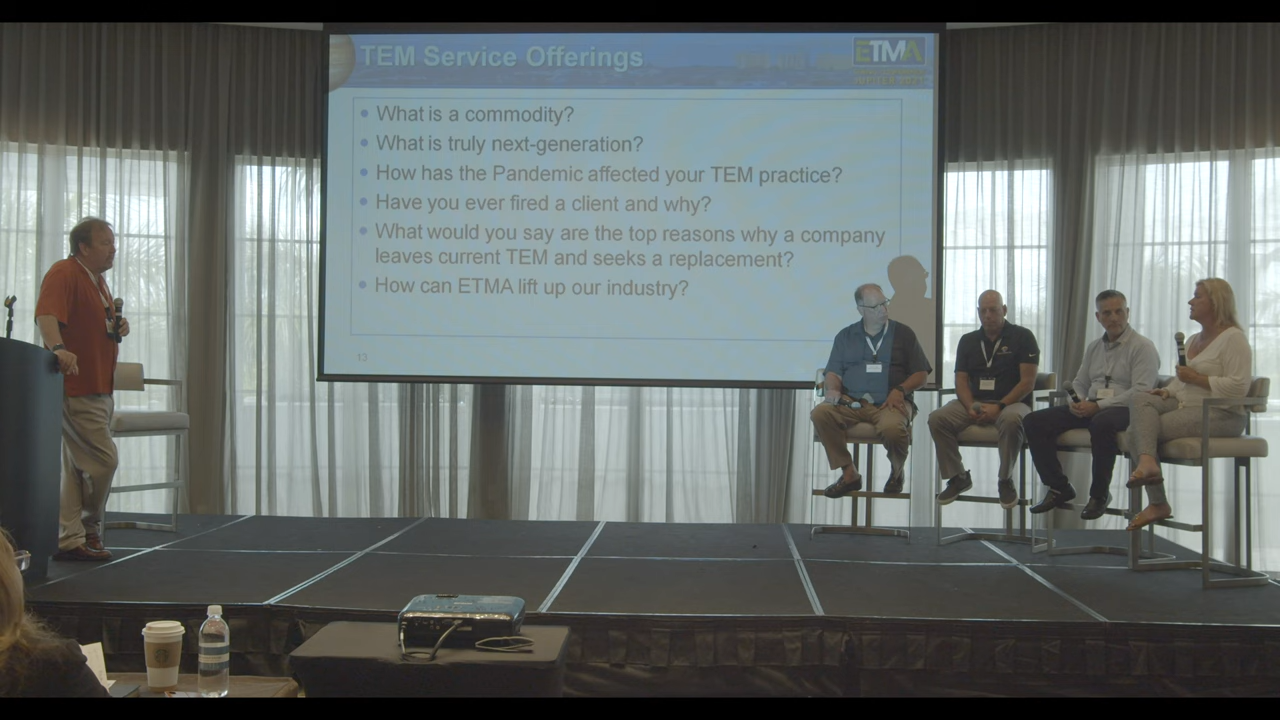 TEM Service Offerings
ETMA
What is a commodity?
What is truly next-generation?
How has the Pandemic affected your TEM practice?
Have you ever fired a client and why?
What would you say are the top reasons why a company
leaves current TEM and seeks a replacement?
How can ETMA lift up our industry?
13